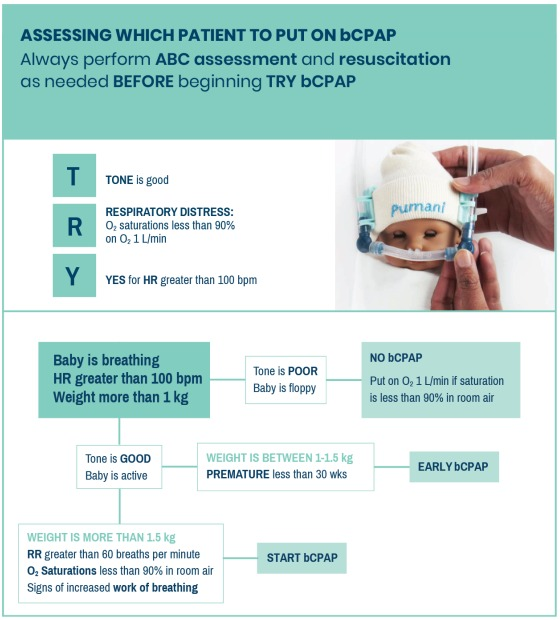 ASSESSING WHICH PATIENT TO PUT ON bCPAP
Always perform ABC assessment and resuscitation
as needed BEFORE beginning TRY bCPAP
T
TONE is good
R
RESPIRATORY DISTRESS:
O₂ saturations less than 90%
on O₂ 1 L/min
Y
YES for HR greater than 100 bpm
Pumani
Baby is breathing
HR greater than 100 bpm
Weight more than 1 kg
Tone is POOR
Baby is floppy
NO bCPAP
Put on O₂ 1 L/min if saturation
is less than 90% in room air
Tone is GOOD
Baby is active
WEIGHT IS BETWEEN 1-1.5 kg
PREMATURE less than 30 wks
EARLY bCPAP
WEIGHT IS MORE THAN 1.5 kg
RR greater than 60 breaths per minute
O₂ Saturations less than 90% in room air
Signs of increased work of breathing
START bCPAP